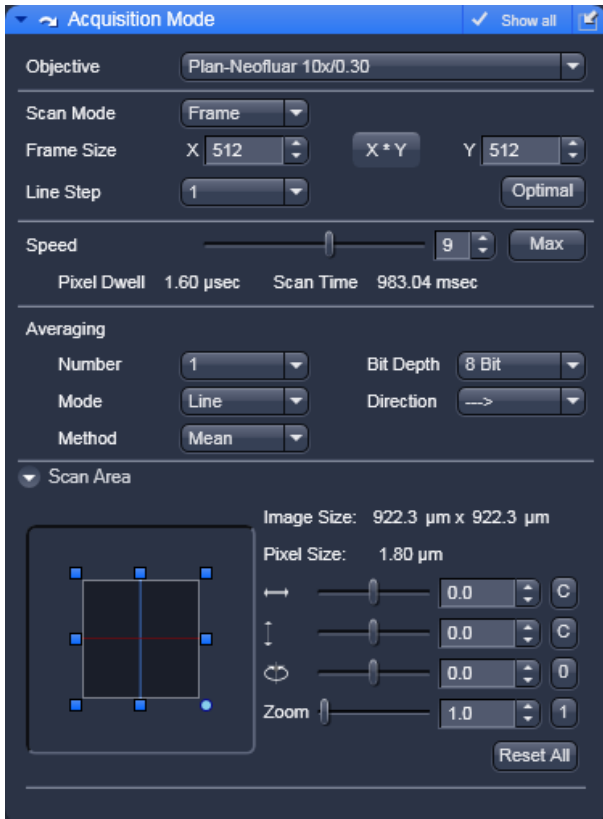 Acquisition Mode Show all
Objective Plan-Neofluar 10x/0.30
Scan Mode Frame
Frame Size X 512 X * Y Y 512
Line Step 1 Optimal
Speed 9 Max
Pixel Dwell 1.60 µsec Scan Time 983.04 msec
Averaging
Number 1 Bit Depth 8 Bit
Mode Line Direction --->
Method Mean
Scan Area
Image Size: 922.3 µm x 922.3 µm
Pixel Size: 1.80 µm
0.0 C
0.0 C
0.0 0
Zoom 1.0 1
Reset All